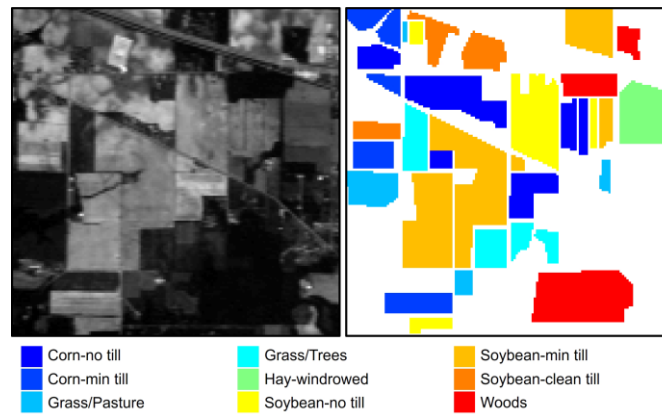 Corn-no till
Grass/Trees
Soybean-min till
Corn-min till
Hay-windrowed
Soybean-clean till
Grass/Pasture
Soybean-no till
Woods